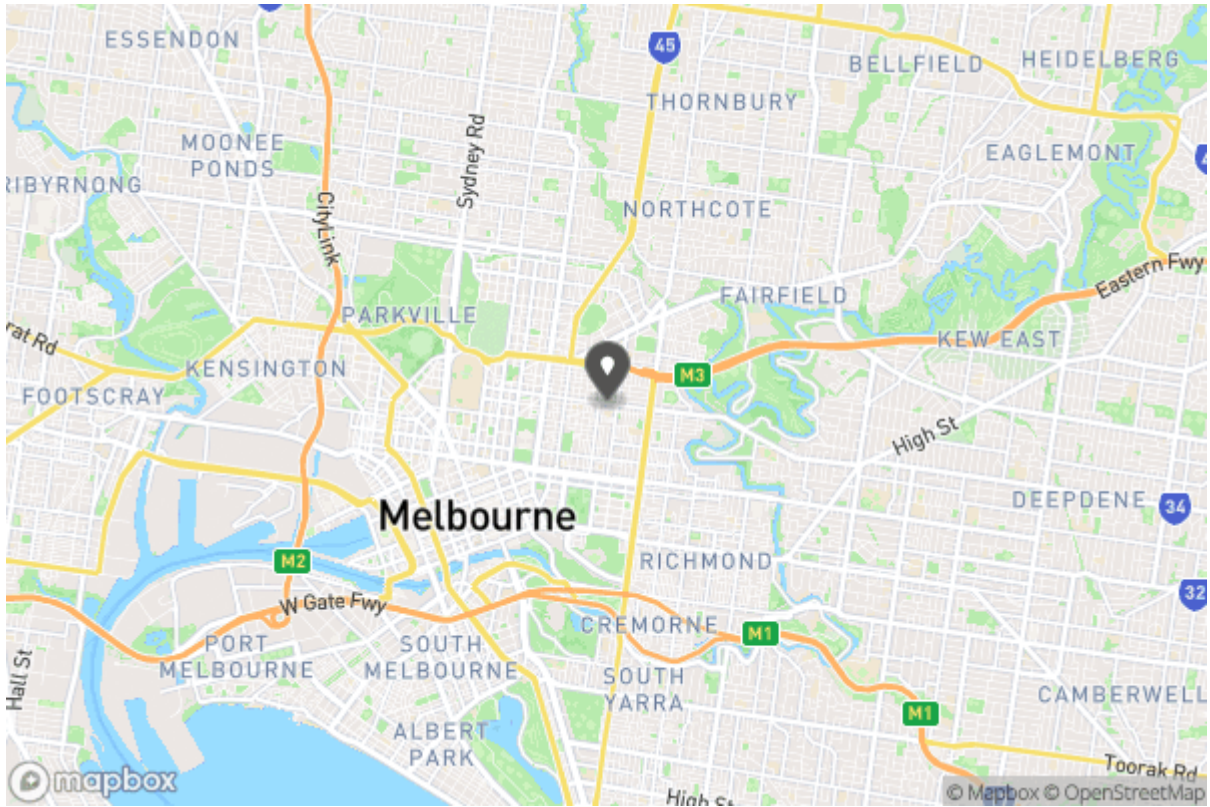 ESSENDON
45
BELLFIELD
HEIDELBERG
THORNBURY
MOONEE
PONDS
Sydney Rd
EAGLEMONT
RIBYRNONG
CityLink
NORTHCOTE
Eastern Fwy
FAIRFIELD
PARKVILLE
KEW EAST
rat Rd
KENSINGTON
M3
FOOTSCRAY
High St
DEEPDENE
34
Melbourne
RICHMOND
M2
32
W Gate Fwy
CREMORNE
M1
PORT
MELBOURNE
SOUTH
MELBOURNE
SOUTH
YARRA
Hall St
CAMBERWELL
M1
ALBERT
PARK
Toorak Rd
High St
mapbox
© Mapbox © OpenStreetMap